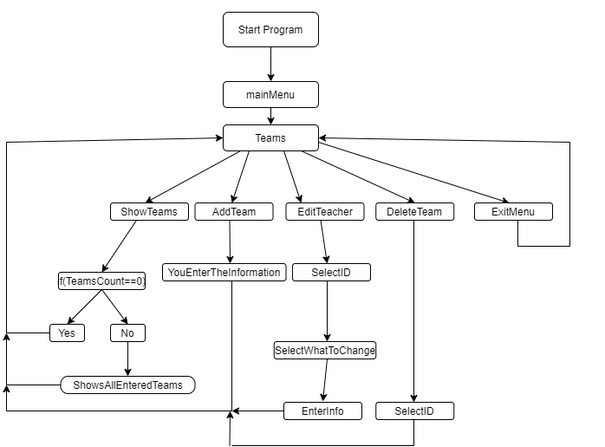 Start Program
mainMenu
Teams
ShowTeams
AddTeam
EditTeacher
DeleteTeam
ExitMenu
f(TeamsCount==0)
YouEnterTheInformation
SelectID
Yes
No
SelectWhatToChange
ShowsAllEnteredTeams
EnterInfo
SelectID